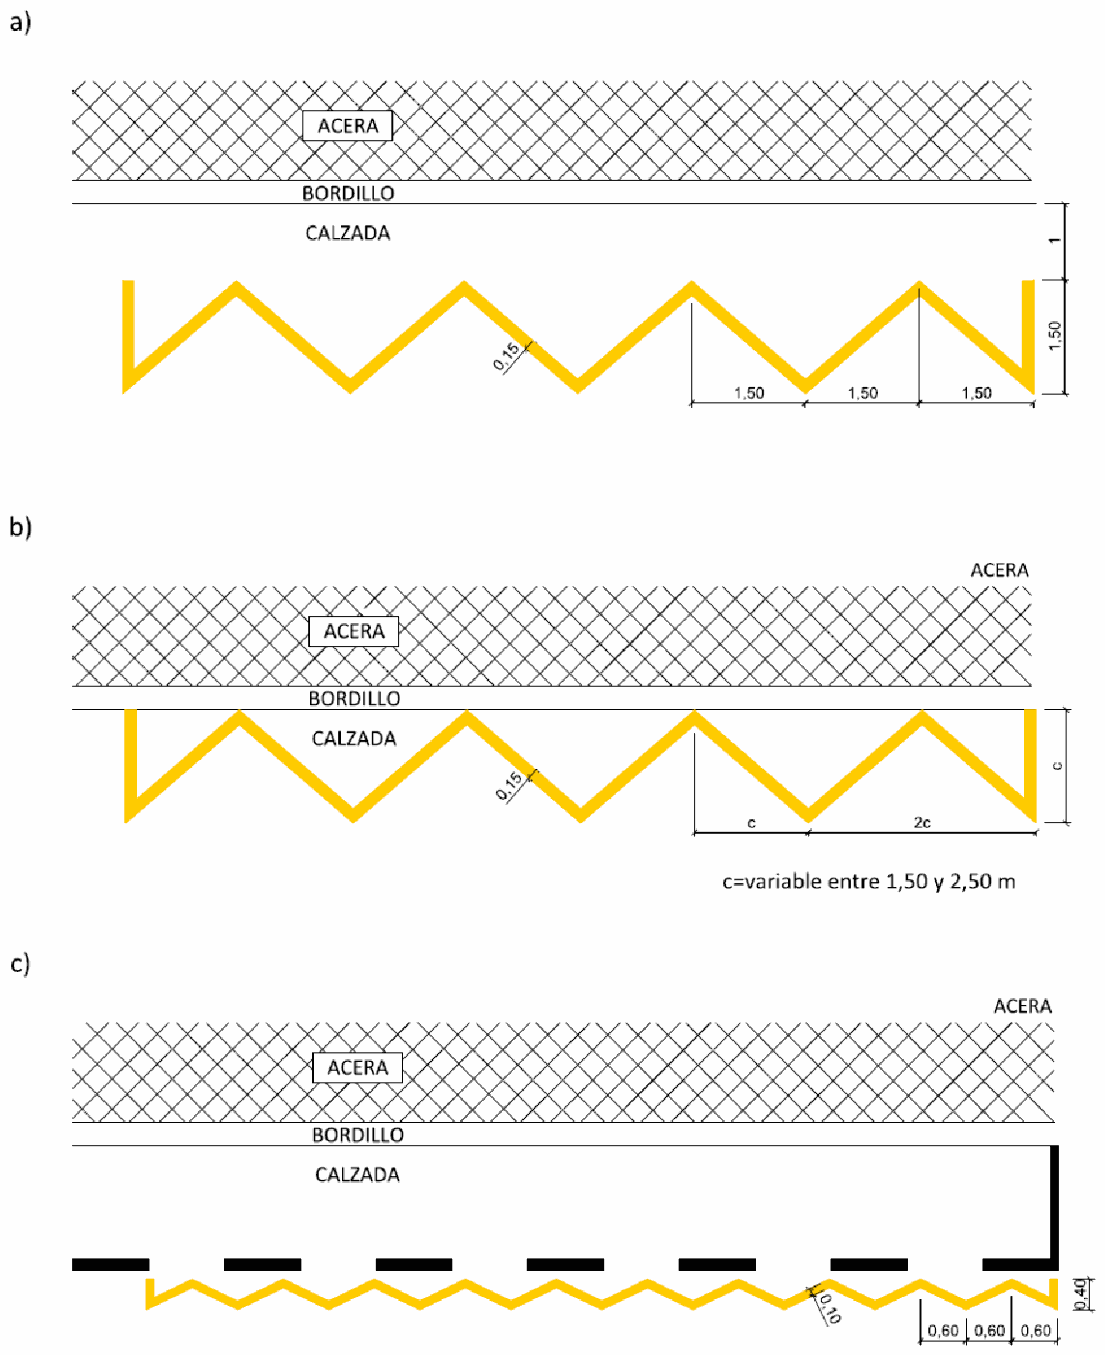 a)
ACERA
BORDILLO
CALZADA
1
1,50
0,15
1,50
1,50
1,50
b)
ACERA
ACERA
BORDILLO
CALZADA
0,15
c
c
2c
c=variable entre 1,50 y 2,50 m
c)
ACERA
ACERA
BORDILLO
CALZADA
0,40
0,10
0,60
0,60
0,60